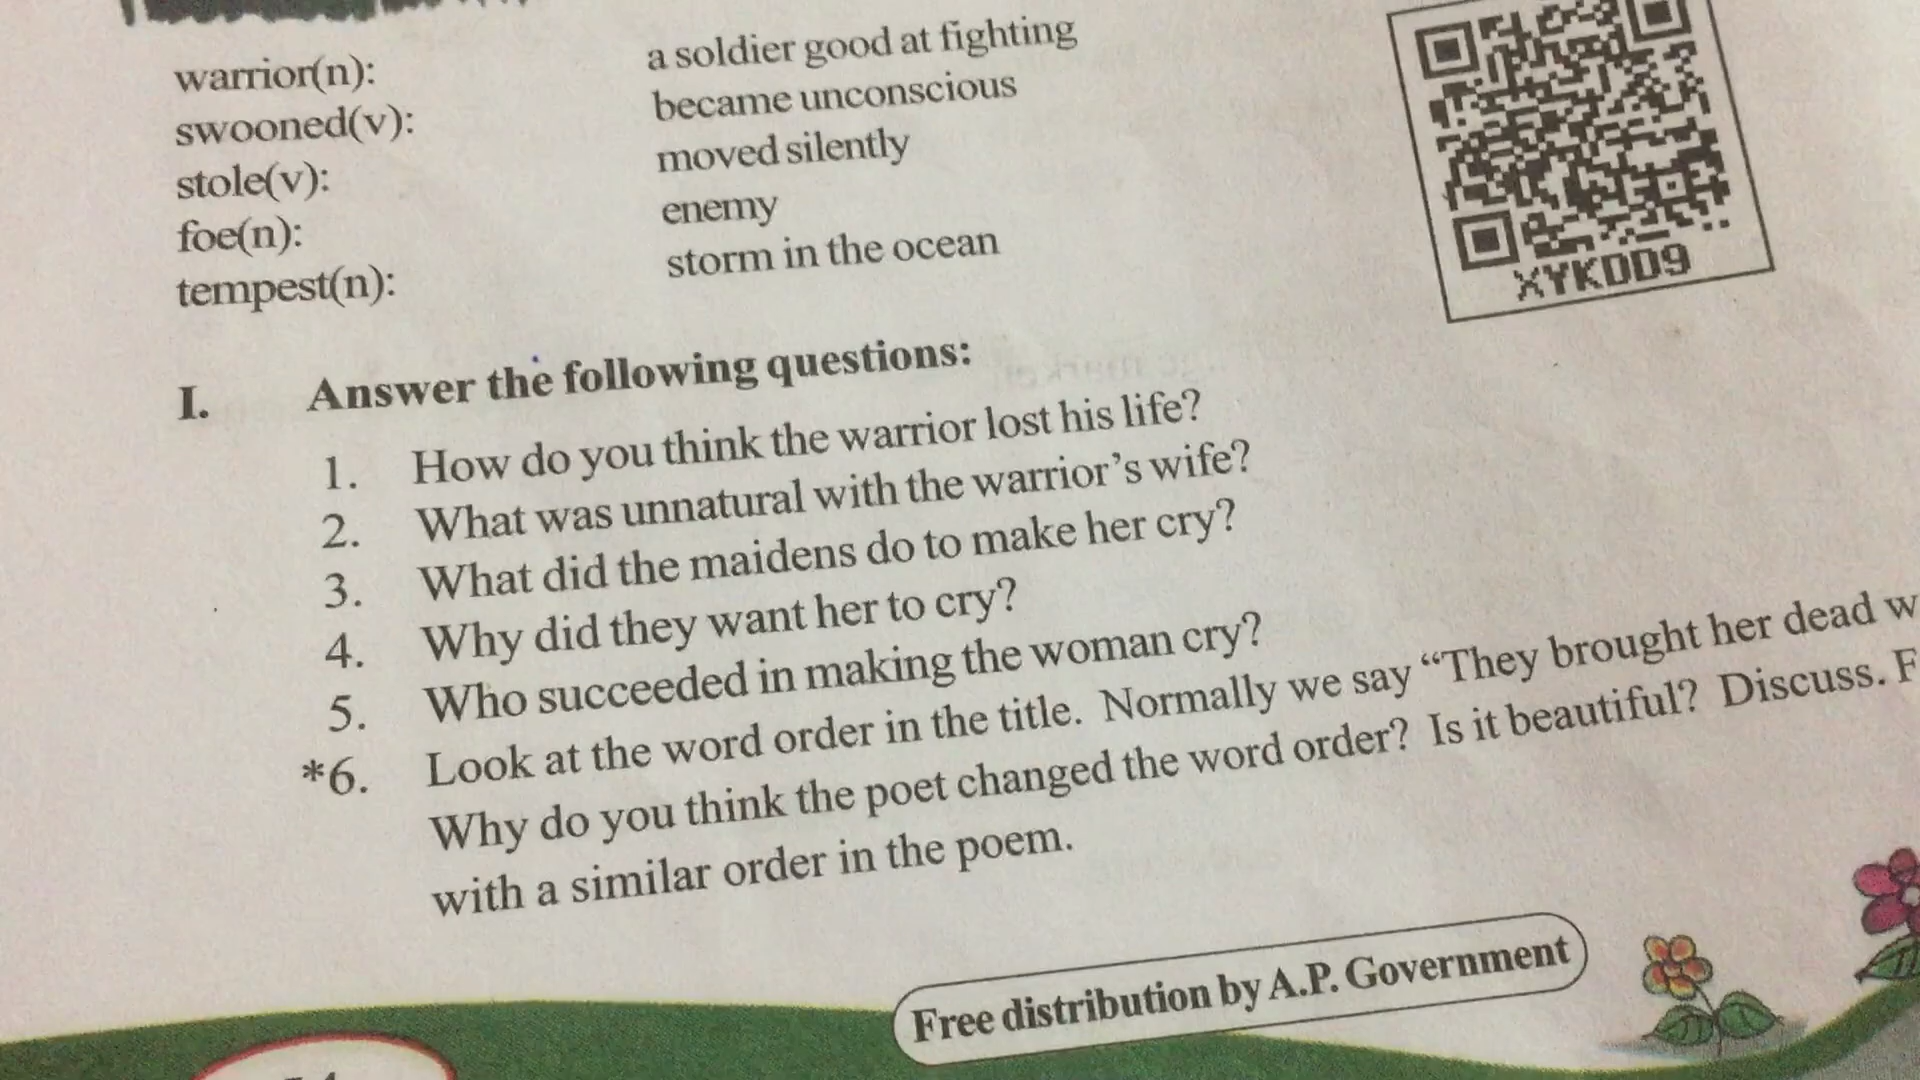 warrior(n): a soldier good at fighting
swooned(v): became unconscious
stole(v): moved silently
foe(n): enemy
tempest(n): storm in the ocean
XYKDD9
I. Answer the following questions:
1. How do you think the warrior lost his life?
2. What was unnatural with the warrior's wife?
3. What did the maidens do to make her cry?
4. Why did they want her to cry?
5. Who succeeded in making the woman cry?
*6. Look at the word order in the title. Normally we say “They brought her dead
Why do you think the poet changed the word order? Is it beautiful? Discuss.
with a similar order in the poem.
Free distribution by A.P. Government